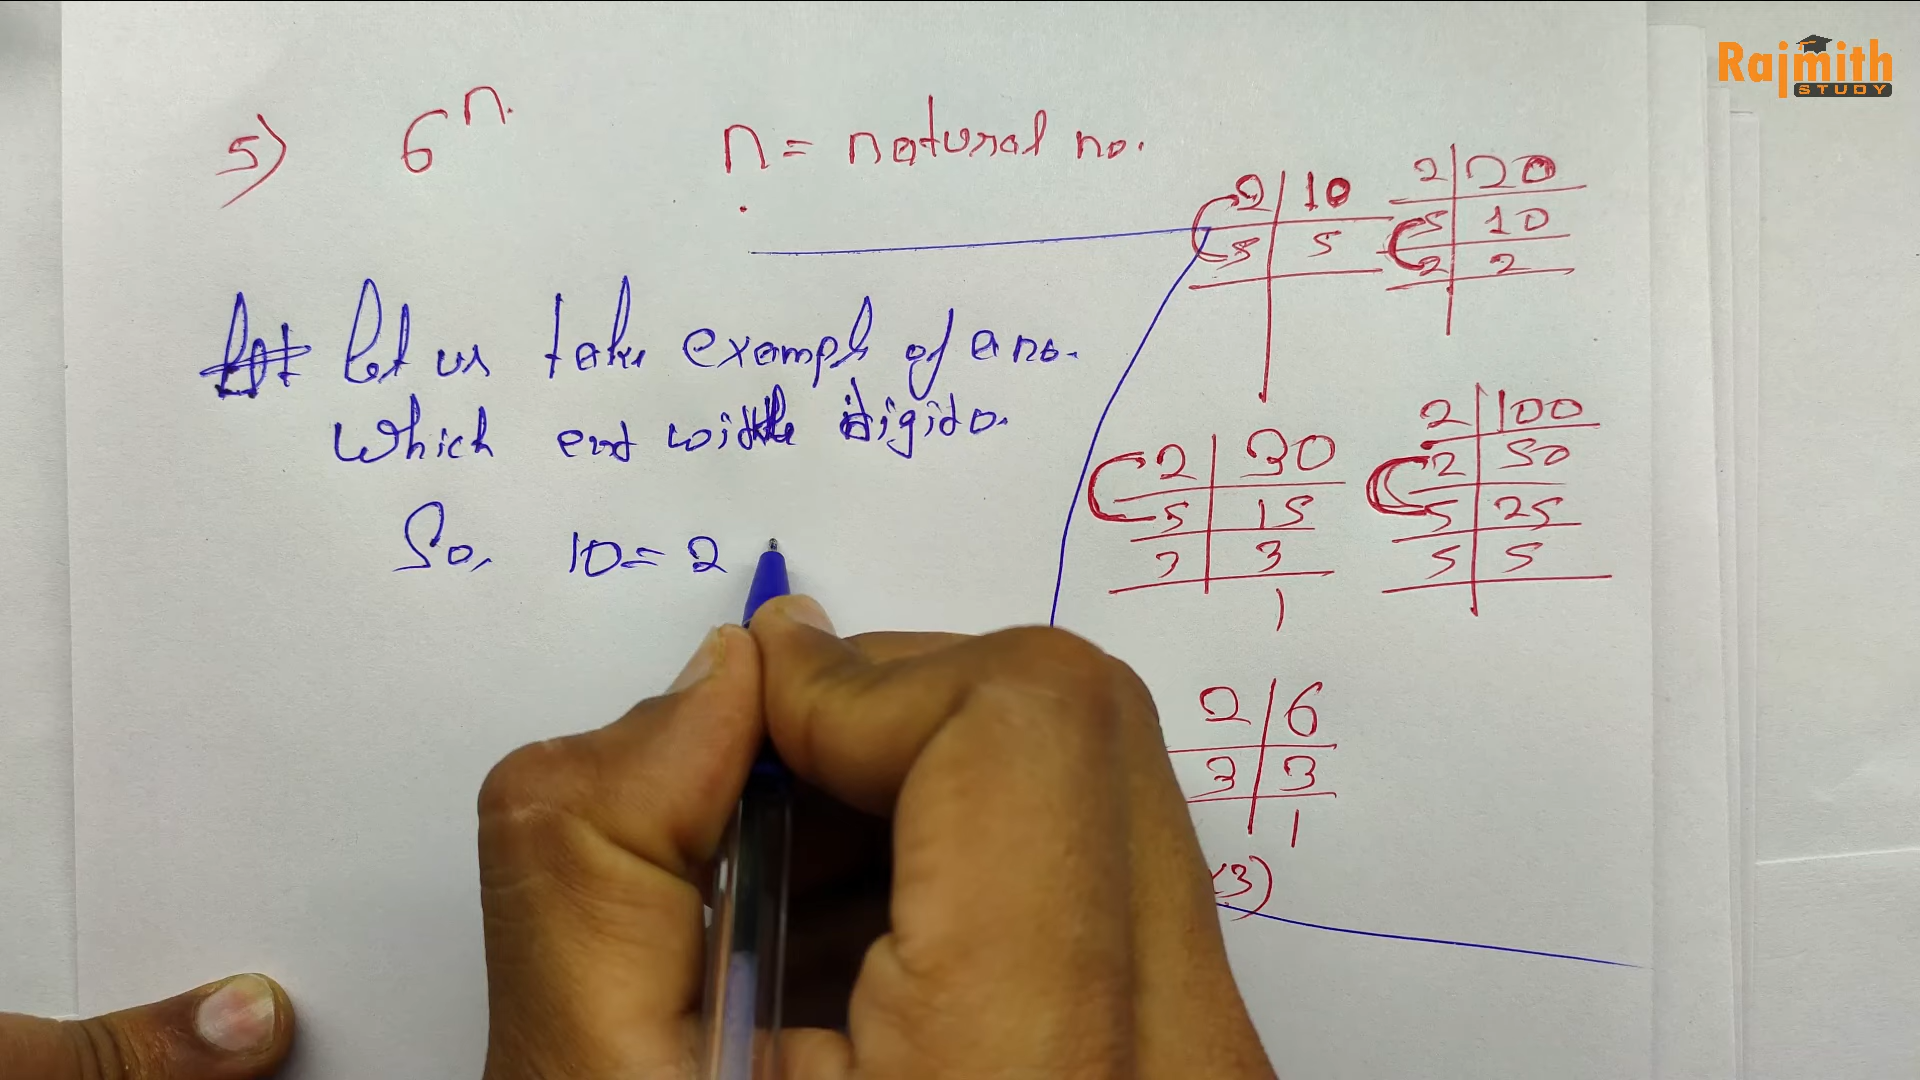 Rajmith
STUDY
5) 6^n. n = natural no.
2 | 10
5 | 5
2 | 20
5 | 10
2 | 2
let us take example of a no.
which end with digit 0.
So, 10 = 2
2 | 30
5 | 15
3 | 3
1
2 | 100
2 | 50
5 | 25
5 | 5
2 | 6
3 | 3
1
×3)